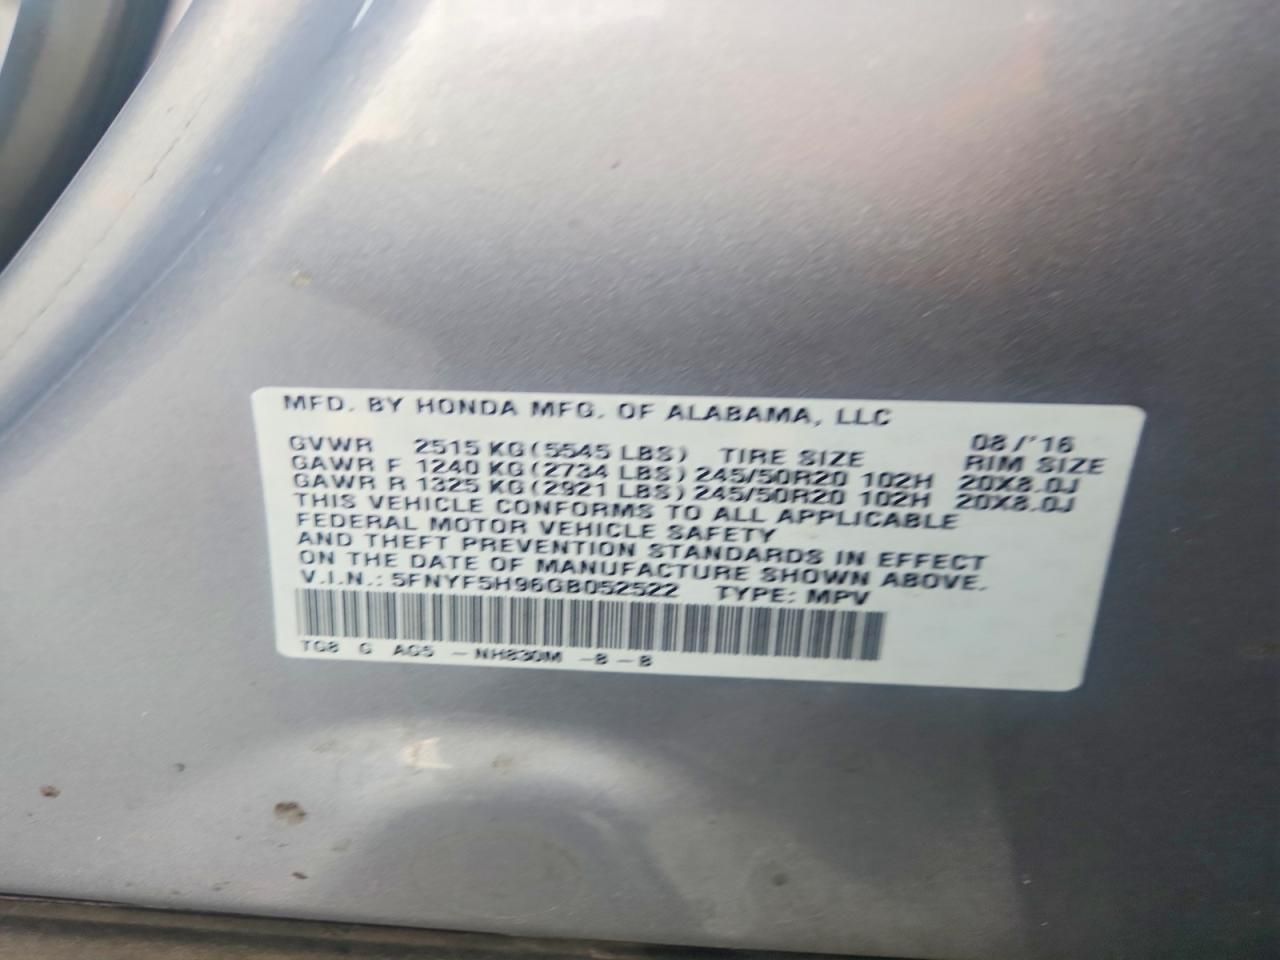 MFD. BY HONDA MFG. OF ALABAMA, LLC
08/'16
GVWR 2515 KG(5545 LBS) TIRE SIZE RIM SIZE
GAWR F 1240 KG(2734 LBS)245/50R20 102H 20X8.0J
GAWR R 1325 KG(2921 LBS)245/50R20 102H 20X8.0J
THIS VEHICLE CONFORMS TO ALL APPLICABLE
FEDERAL MOTOR VEHICLE SAFETY
AND THEFT PREVENTION STANDARDS IN EFFECT
ON THE DATE OF MANUFACTURE SHOWN ABOVE.
V.I.N.: 5FNYF5H96GB052522 TYPE: MPV
TG8 G AG5 -NH830M -B-B